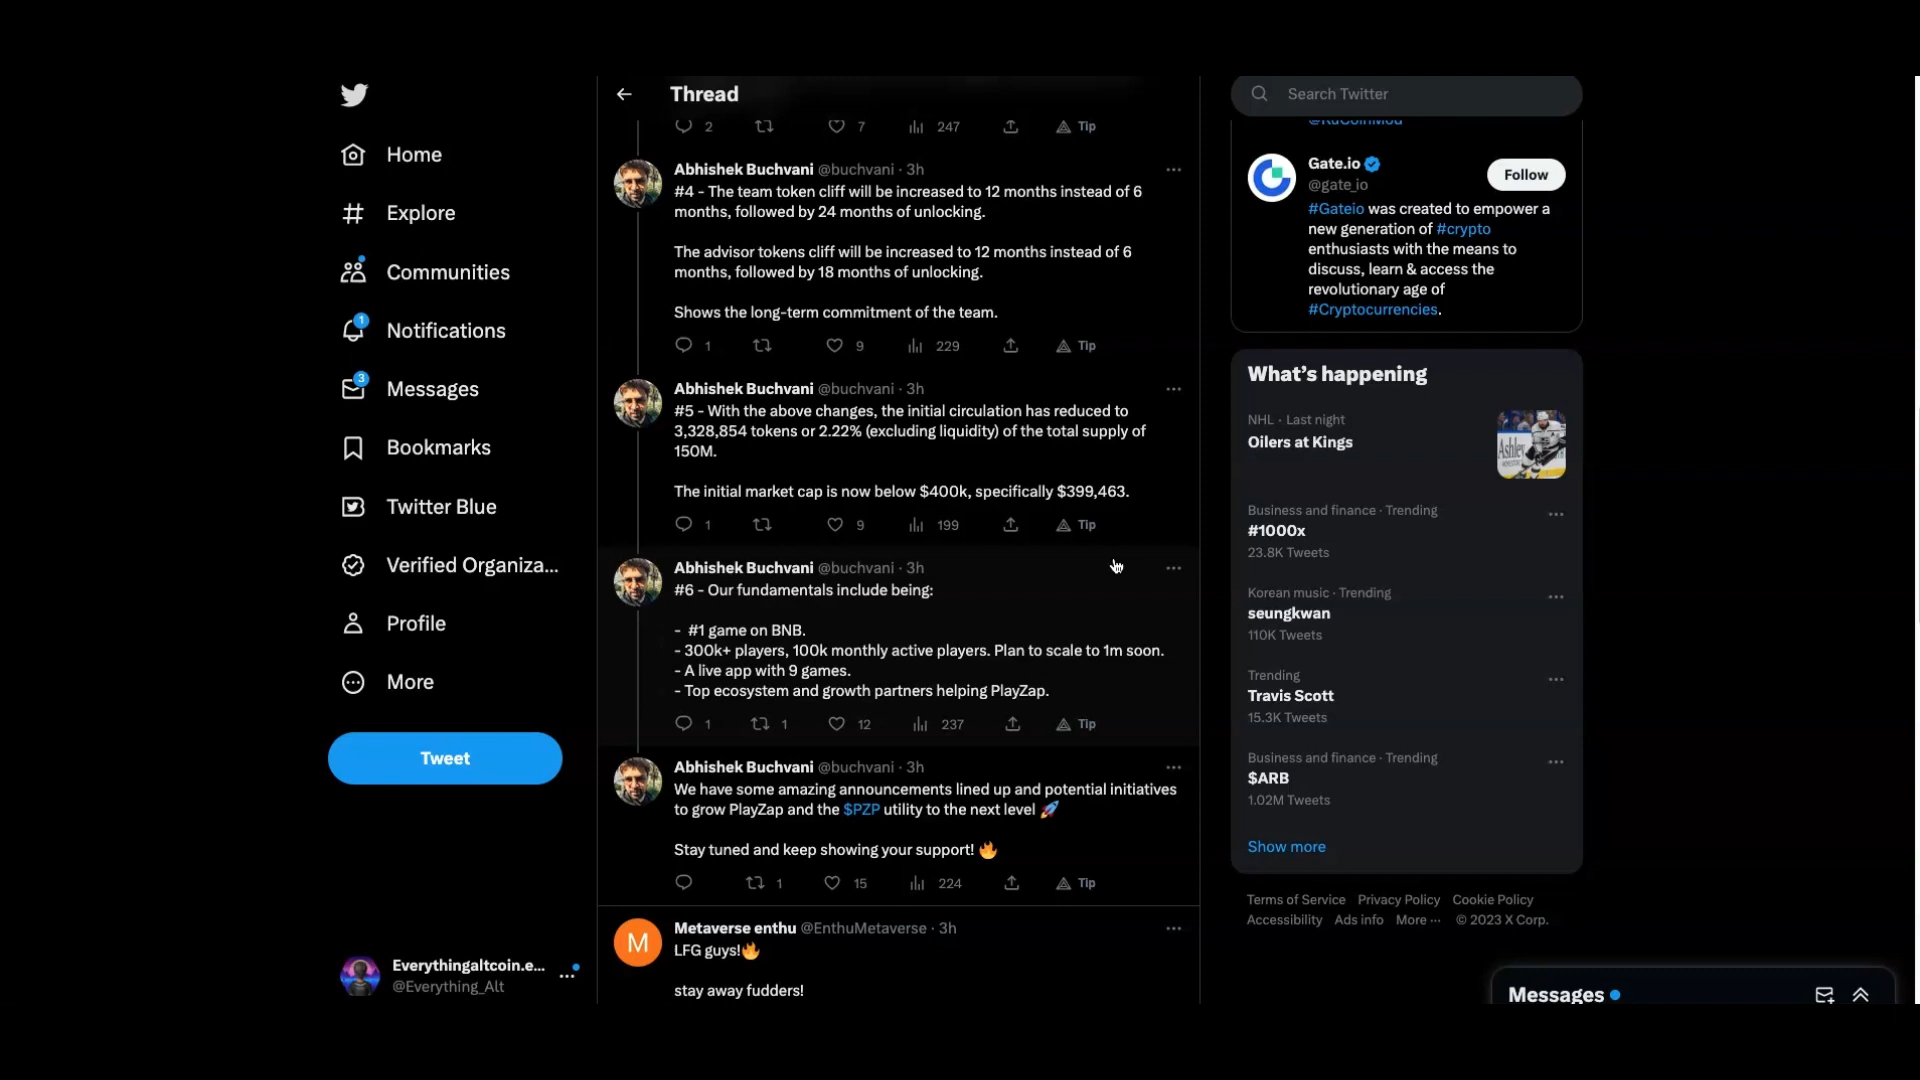 Home
Explore
Communities
1
Notifications
3
Messages
Bookmarks
Twitter Blue
Verified Organiza...
Profile
More
Tweet
Everythingaltcoin.e...
@Everything_Alt
Thread
2 7 247 Tip
Abhishek Buchvani @buchvani · 3h
#4 - The team token cliff will be increased to 12 months instead of 6
months, followed by 24 months of unlocking.
The advisor tokens cliff will be increased to 12 months instead of 6
months, followed by 18 months of unlocking.
Shows the long-term commitment of the team.
1 9 229 Tip
Abhishek Buchvani @buchvani · 3h
#5 - With the above changes, the initial circulation has reduced to
3,328,854 tokens or 2.22% (excluding liquidity) of the total supply of
150M.
The initial market cap is now below $400k, specifically $399,463.
1 9 199 Tip
Abhishek Buchvani @buchvani · 3h
#6 - Our fundamentals include being:
- #1 game on BNB.
- 300k+ players, 100k monthly active players. Plan to scale to 1m soon.
- A live app with 9 games.
- Top ecosystem and growth partners helping PlayZap.
1 1 12 237 Tip
Abhishek Buchvani @buchvani · 3h
We have some amazing announcements lined up and potential initiatives
to grow PlayZap and the $PZP utility to the next level 🚀
Stay tuned and keep showing your support! 🔥
1 15 224 Tip
M
Metaverse enthu @EnthuMetaverse · 3h
LFG guys!🔥
stay away fudders!
Search Twitter
@KuCoinMod
Gate.io
@gate_io
Follow
#Gateio was created to empower a
new generation of #crypto
enthusiasts with the means to
discuss, learn & access the
revolutionary age of
#Cryptocurrencies.
What's happening
NHL · Last night
Oilers at Kings
Ashley
Business and finance · Trending
#1000x
23.8K Tweets
Korean music · Trending
seungkwan
110K Tweets
Trending
Travis Scott
15.3K Tweets
Business and finance · Trending
$ARB
1.02M Tweets
Show more
Terms of Service Privacy Policy Cookie Policy
Accessibility Ads info More ··· © 2023 X Corp.
Messages